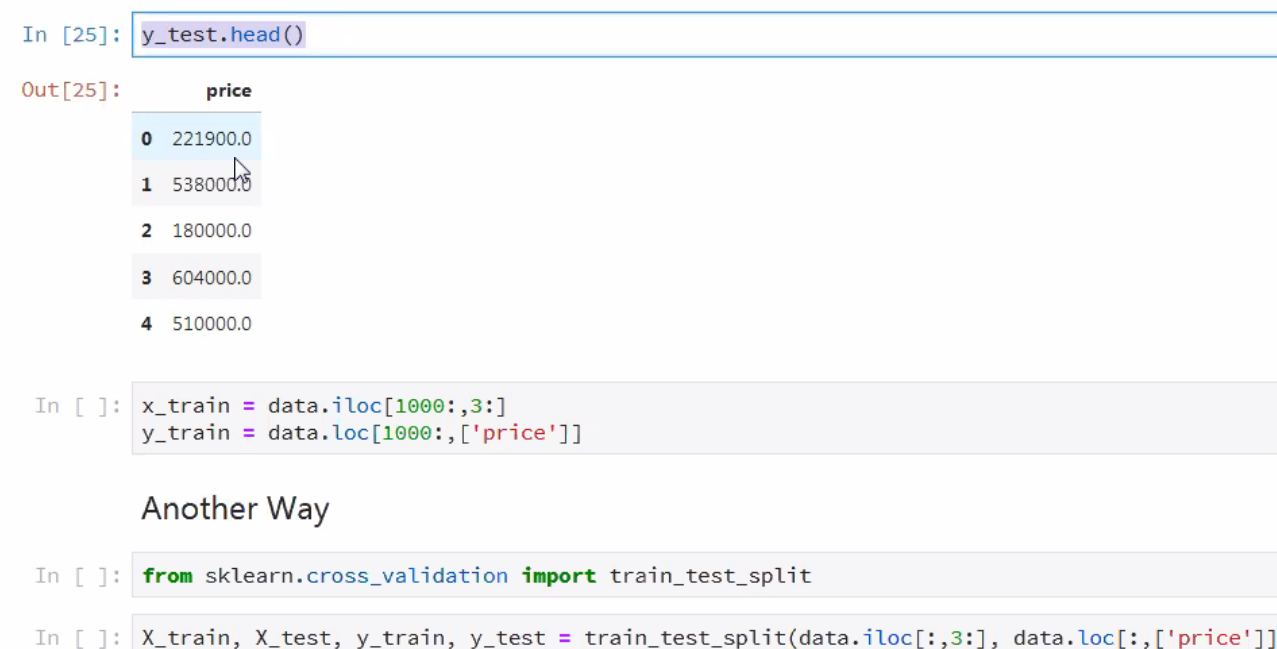 In [25]: y_test.head()
Out[25]: price
0 221900.0
1 538000.0
2 180000.0
3 604000.0
4 510000.0
In [ ]: x_train = data.iloc[1000:,3:]
y_train = data.loc[1000:,['price']]
Another Way
In [ ]: from sklearn.cross_validation import train_test_split
In [ ]: X_train, X_test, y_train, y_test = train_test_split(data.iloc[:,3:], data.loc[:,['price']]